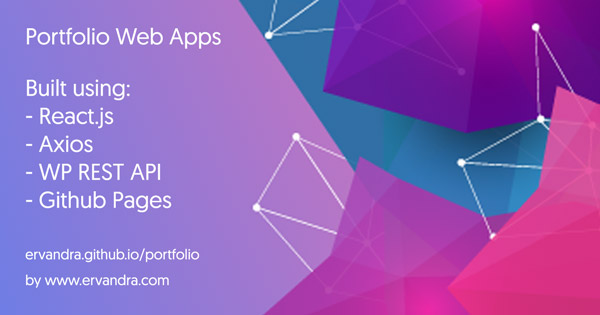 Portfolio Web Apps
Built using:
- React.js
- Axios
- WP REST API
- Github Pages
ervandra.github.io/portfolio
by www.ervandra.com